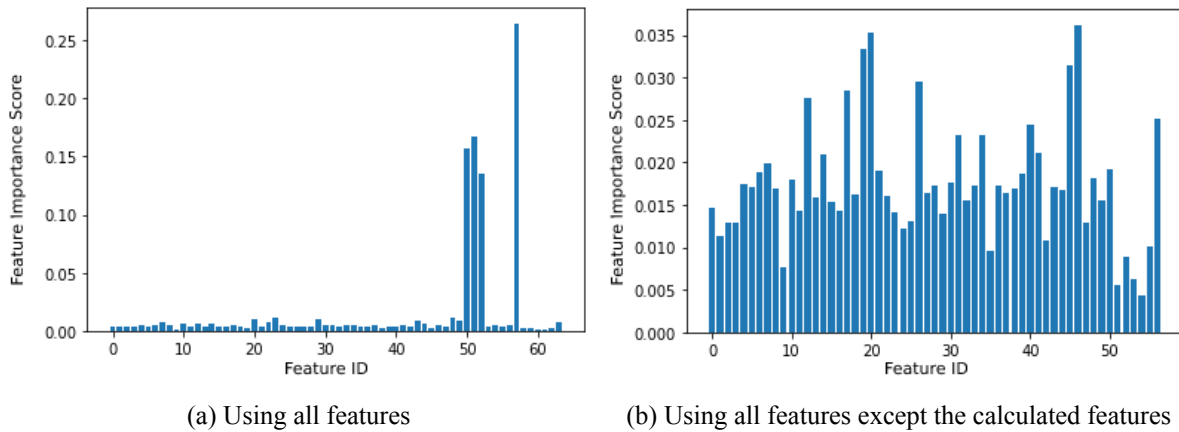 0.25
0.20
0.15
0.10
0.05
0.00
Feature Importance Score
0 10 20 30 40 50 60
Feature ID
(a) Using all features
0.035
0.030
0.025
0.020
0.015
0.010
0.005
0.000
Feature Importance Score
0 10 20 30 40 50
Feature ID
(b) Using all features except the calculated features